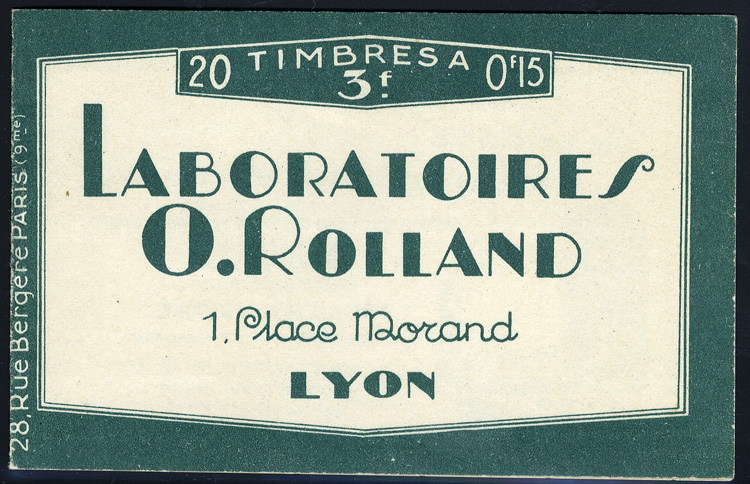 20 TIMBRES A 0f15
3f.
LABORATOIRES
O.ROLLAND
1, Place Morand
LYON
28, Rue Bergère PARIS (9me)